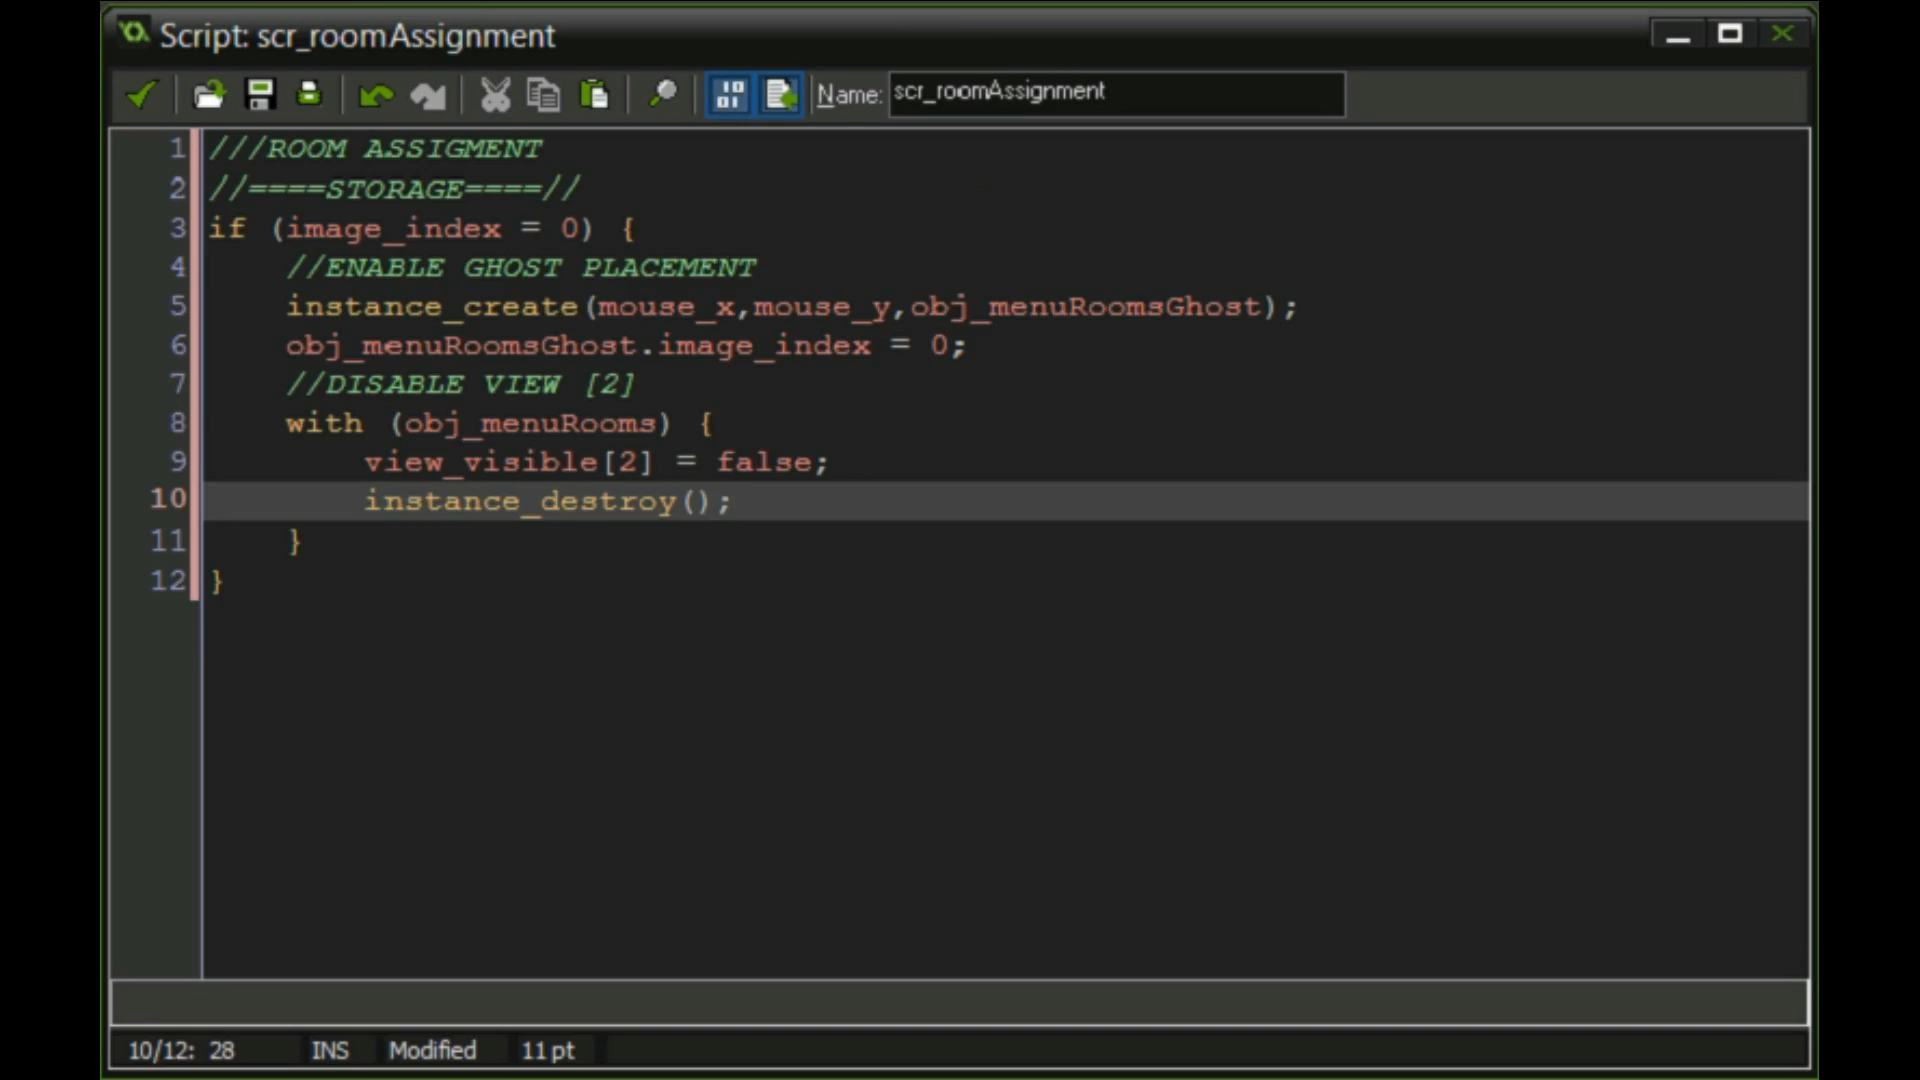 Script: scr_roomAssignment
Name: scr_roomAssignment
1 ///ROOM ASSIGMENT
2 //====STORAGE====//
3 if (image_index = 0) {
4 //ENABLE GHOST PLACEMENT
5 instance_create(mouse_x,mouse_y,obj_menuRoomsGhost);
6 obj_menuRoomsGhost.image_index = 0;
7 //DISABLE VIEW [2]
8 with (obj_menuRooms) {
9 view_visible[2] = false;
10 instance_destroy();
11 }
12 }
10/12: 28 INS Modified 11 pt